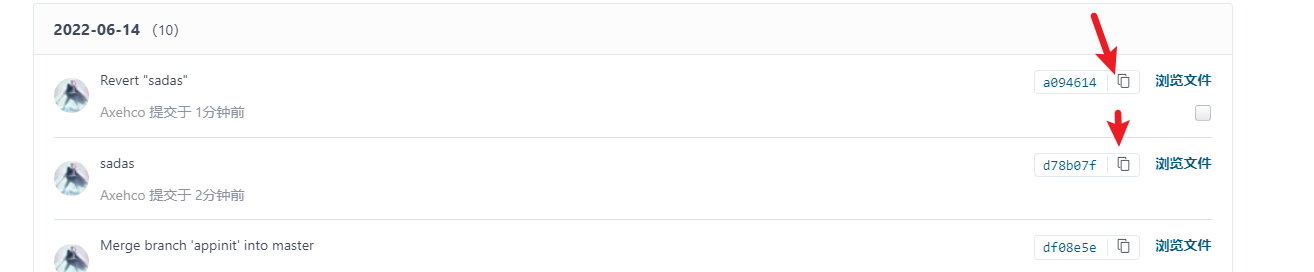 2022-06-14 （10）
Revert "sadas"
a094614
浏览文件
Axehco 提交于 1分钟前
sadas
d78b07f
浏览文件
Axehco 提交于 2分钟前
Merge branch 'appinit' into master
df08e5e
浏览文件